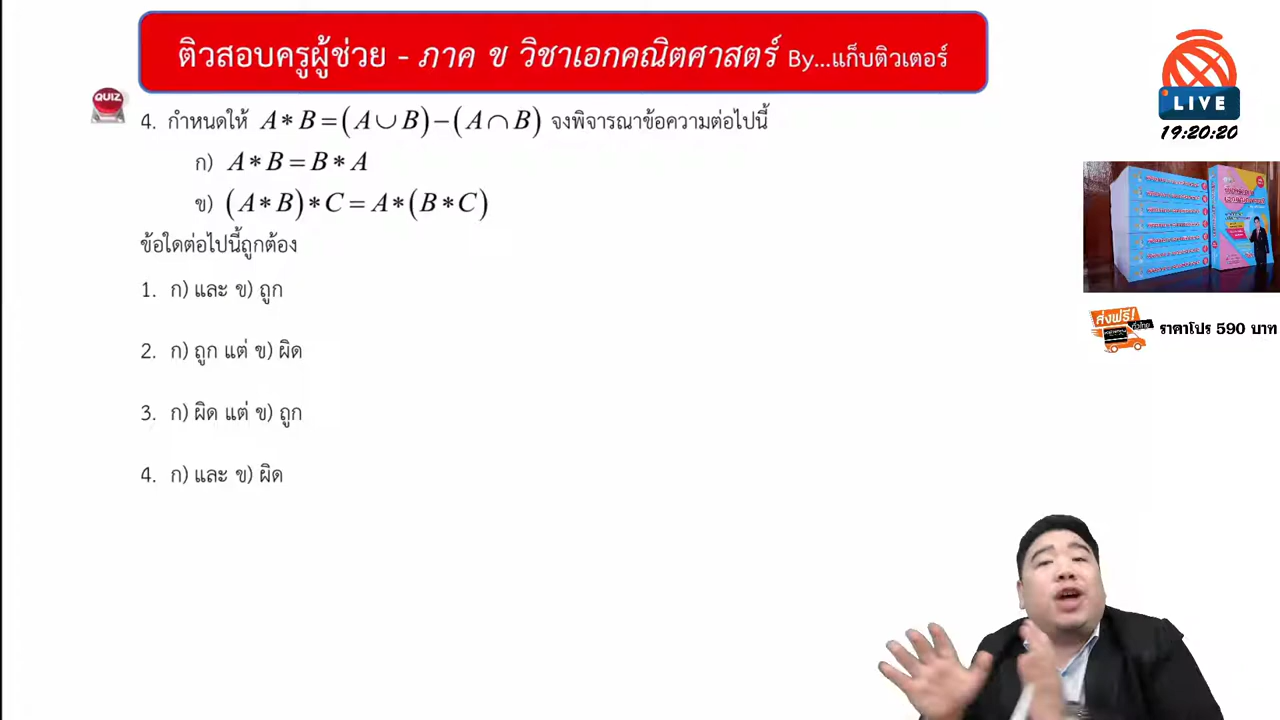 ติวสอบครูผู้ช่วย - ภาค ข วิชาเอกคณิตศาสตร์ By...แก็บติวเตอร์
QUIZ
4. กำหนดให้ A * B = (A ∪ B) − (A ∩ B) จงพิจารณาข้อความต่อไปนี้
ก) A * B = B * A
ข) (A * B) * C = A * (B * C)
ข้อใดต่อไปนี้ถูกต้อง
1. ก) และ ข) ถูก
2. ก) ถูก แต่ ข) ผิด
3. ก) ผิด แต่ ข) ถูก
4. ก) และ ข) ผิด
LIVE
19:20:20
ส่งฟรี!
ทั่วไทย
ราคาโปร 590 บาท